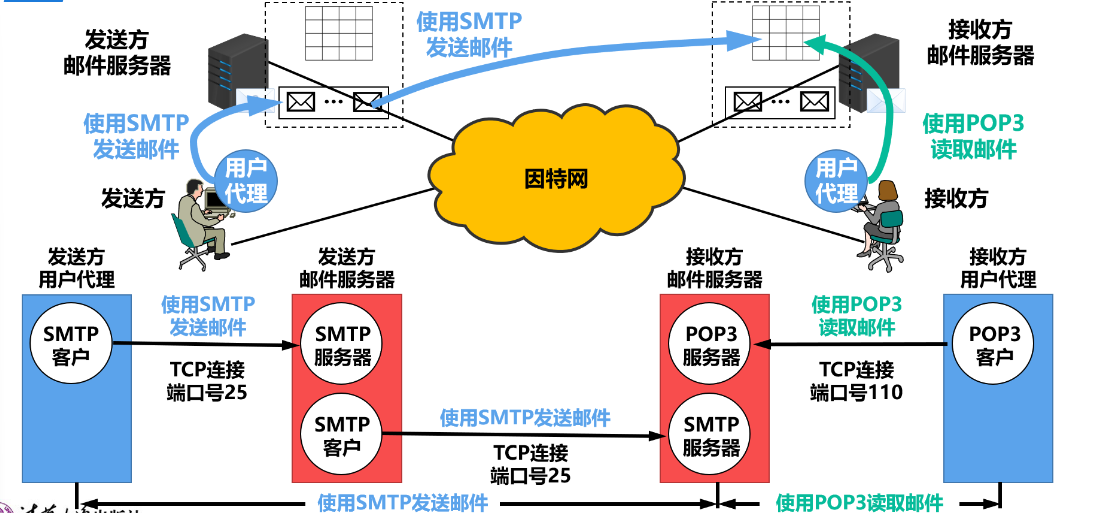 发送方
邮件服务器
使用SMTP
发送邮件
接收方
邮件服务器
使用SMTP
发送邮件
使用POP3
读取邮件
用户
代理
用户
代理
因特网
发送方
接收方
发送方
用户代理
发送方
邮件服务器
接收方
邮件服务器
接收方
用户代理
SMTP
客户
使用SMTP
发送邮件
TCP连接
端口号25
SMTP
服务器
POP3
服务器
使用POP3
读取邮件
TCP连接
端口号110
POP3
客户
SMTP
客户
使用SMTP发送邮件
TCP连接
端口号25
SMTP
服务器
使用SMTP发送邮件
使用POP3读取邮件